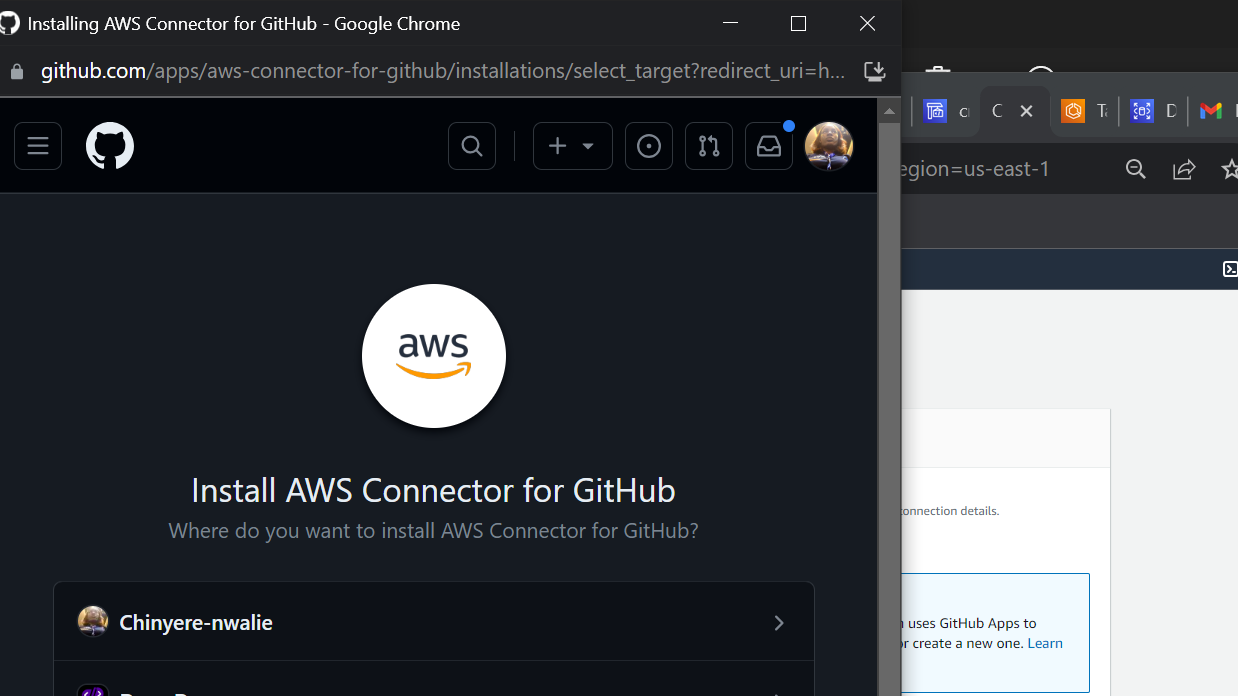 Installing AWS Connector for GitHub - Google Chrome
github.com/apps/aws-connector-for-github/installations/select_target?redirect_uri=h...
egion=us-east-1
aws
Install AWS Connector for GitHub
Where do you want to install AWS Connector for GitHub?
Chinyere-nwalie
connection details.
uses GitHub Apps to
or create a new one. Learn